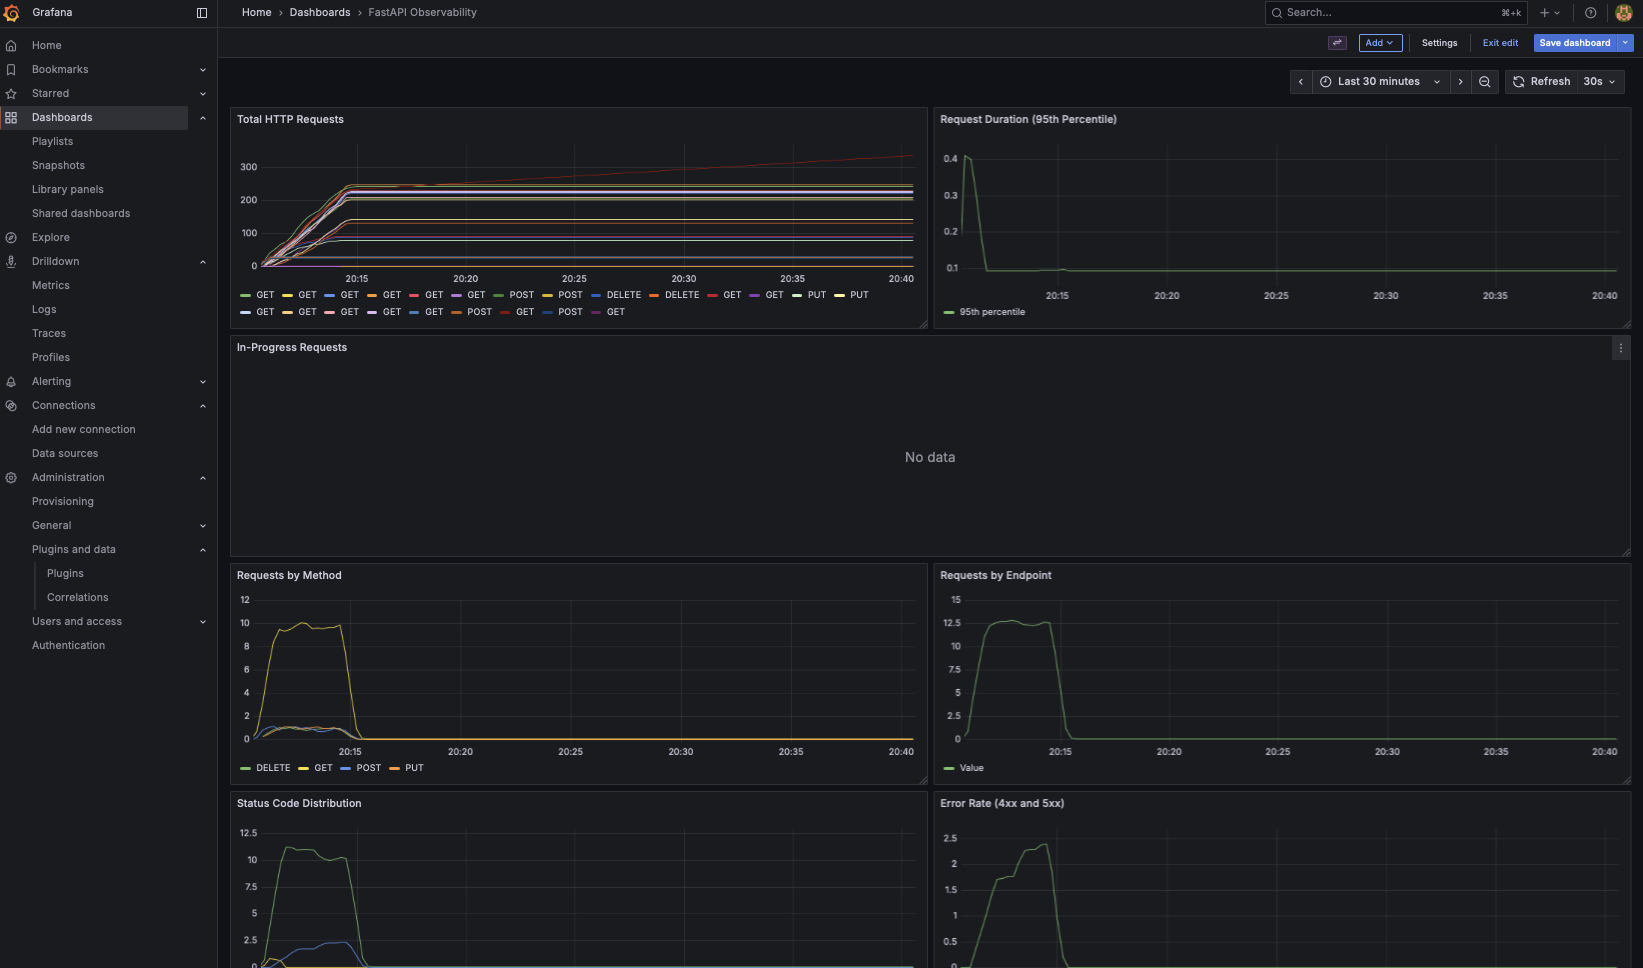 Grafana
Home › Dashboards › FastAPI Observability
Search... ⌘+k
Add Settings Exit edit Save dashboard
Last 30 minutes Refresh 30s
Home
Bookmarks
Starred
Dashboards
Playlists
Snapshots
Library panels
Shared dashboards
Explore
Drilldown
Metrics
Logs
Traces
Profiles
Alerting
Connections
Add new connection
Data sources
Administration
Provisioning
General
Plugins and data
Plugins
Correlations
Users and access
Authentication
Total HTTP Requests
300
200
100
0
20:15 20:20 20:25 20:30 20:35 20:40
GET GET GET GET GET GET POST POST DELETE DELETE GET GET PUT PUT
GET GET GET GET GET POST GET POST GET
Request Duration (95th Percentile)
0.4
0.3
0.2
0.1
20:15 20:20 20:25 20:30 20:35 20:40
95th percentile
In-Progress Requests
No data
Requests by Method
12
10
8
6
4
2
0
20:15 20:20 20:25 20:30 20:35 20:40
DELETE GET POST PUT
Requests by Endpoint
15
12.5
10
7.5
5
2.5
0
20:15 20:20 20:25 20:30 20:35 20:40
Value
Status Code Distribution
12.5
10
7.5
5
2.5
0
Error Rate (4xx and 5xx)
2.5
2
1.5
1
0.5
0